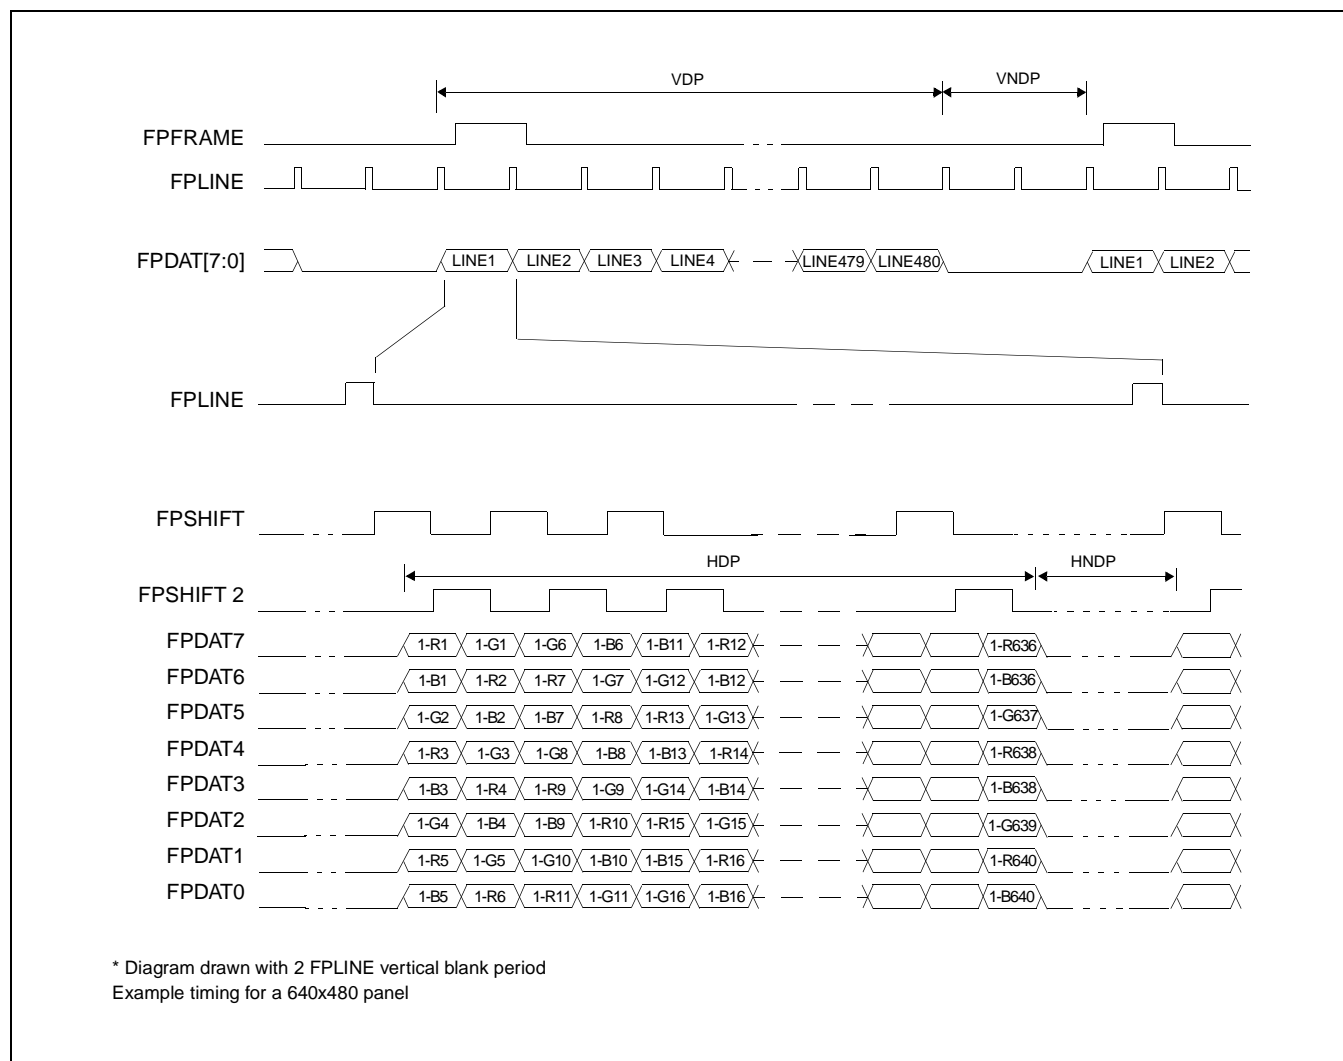 VDP VNDP
FPFRAME
FPLINE
FPDAT[7:0] LINE1 LINE2 LINE3 LINE4 LINE479 LINE480 LINE1 LINE2
FPLINE
FPSHIFT
HDP HNDP
FPSHIFT 2
FPDAT7 1-R1 1-G1 1-G6 1-B6 1-B11 1-R12 1-R636
FPDAT6 1-B1 1-R2 1-R7 1-G7 1-G12 1-B12 1-B636
FPDAT5 1-G2 1-B2 1-B7 1-R8 1-R13 1-G13 1-G637
FPDAT4 1-R3 1-G3 1-G8 1-B8 1-B13 1-R14 1-R638
FPDAT3 1-B3 1-R4 1-R9 1-G9 1-G14 1-B14 1-B638
FPDAT2 1-G4 1-B4 1-B9 1-R10 1-R15 1-G15 1-G639
FPDAT1 1-R5 1-G5 1-G10 1-B10 1-B15 1-R16 1-R640
FPDAT0 1-B5 1-R6 1-R11 1-G11 1-G16 1-B16 1-B640
* Diagram drawn with 2 FPLINE vertical blank period
Example timing for a 640x480 panel